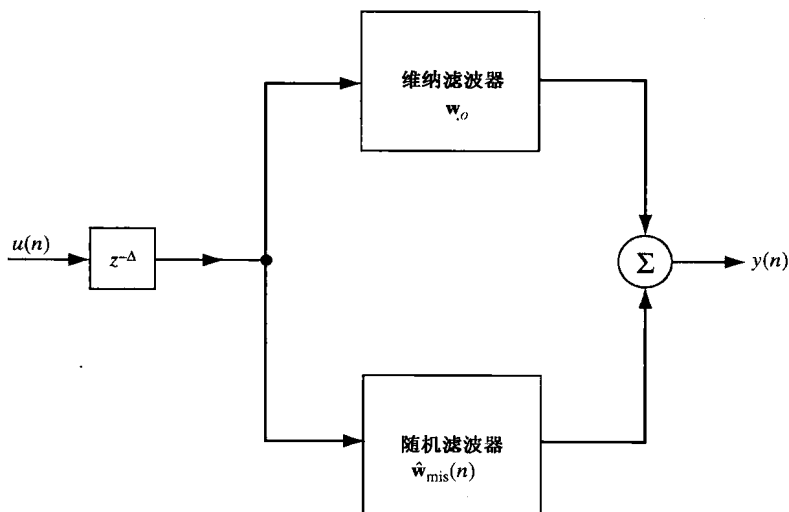 维纳滤波器
w_o
u(n)
z^{-Δ}
Σ
y(n)
随机滤波器
ŵ_mis(n)